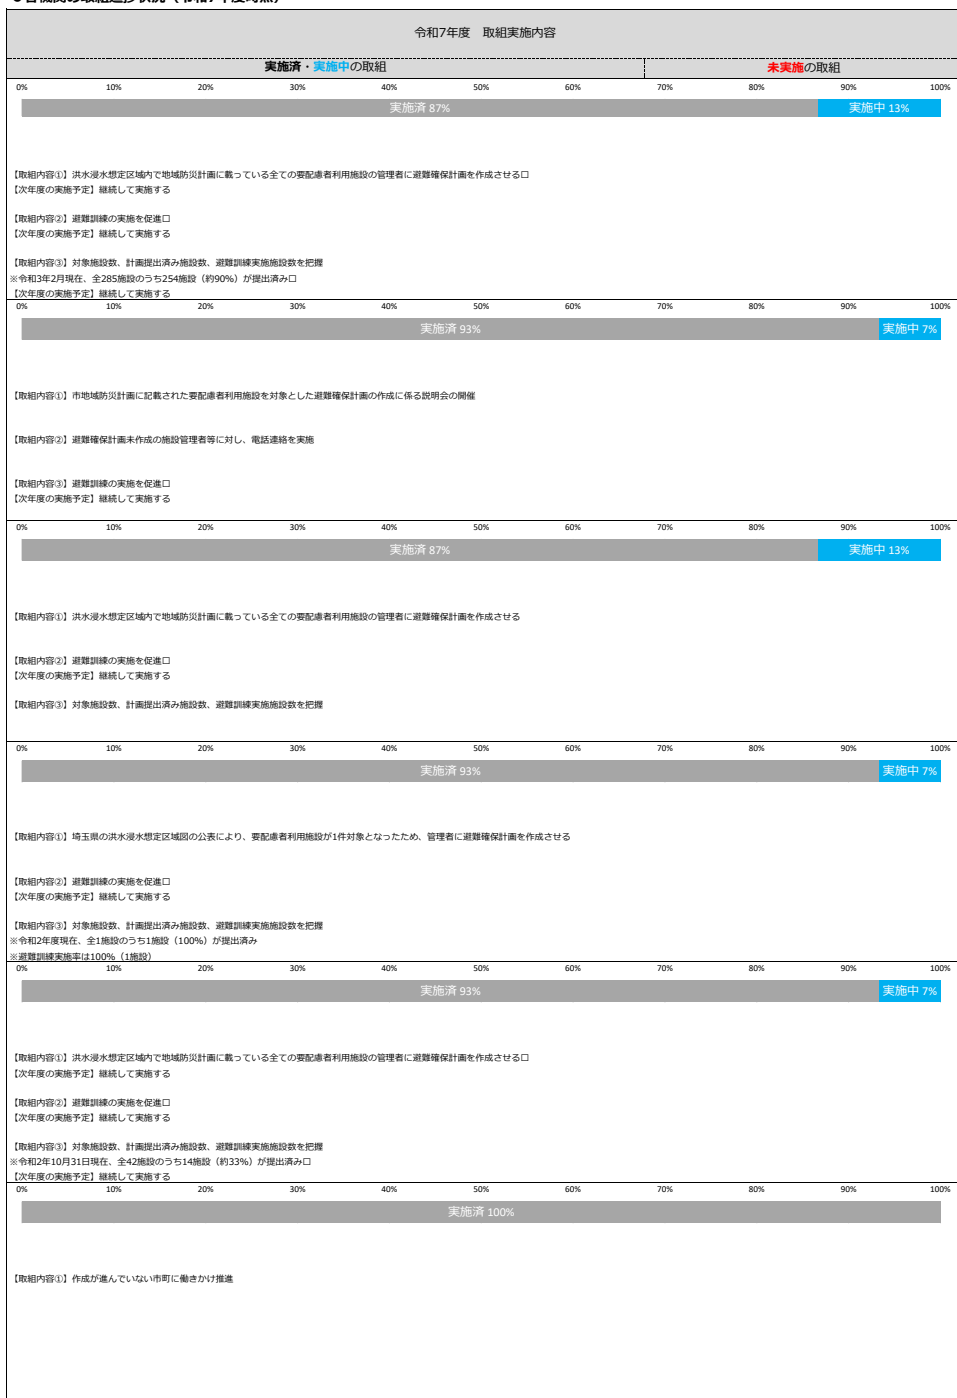 令和7年度　取組実施内容
実施済・実施中の取組
未実施の取組
0% 10% 20% 30% 40% 50% 60% 70% 80% 90% 100%
実施済 87% 実施中 13%
【取組内容①】洪水浸水想定区域内で地域防災計画に載っている全ての要配慮者利用施設の管理者に避難確保計画を作成させる□
【次年度の実施予定】継続して実施する
【取組内容②】避難訓練の実施を促進□
【次年度の実施予定】継続して実施する
【取組内容③】対象施設数、計画提出済み施設数、避難訓練実施施設数を把握
※令和3年2月現在、全285施設のうち254施設（約90%）が提出済み□
【次年度の実施予定】継続して実施する
0% 10% 20% 30% 40% 50% 60% 70% 80% 90% 100%
実施済 93% 実施中 7%
【取組内容①】市地域防災計画に記載された要配慮者利用施設を対象とした避難確保計画の作成に係る説明会の開催
【取組内容②】避難確保計画未作成の施設管理者等に対し、電話連絡を実施
【取組内容③】避難訓練の実施を促進□
【次年度の実施予定】継続して実施する
0% 10% 20% 30% 40% 50% 60% 70% 80% 90% 100%
実施済 87% 実施中 13%
【取組内容①】洪水浸水想定区域内で地域防災計画に載っている全ての要配慮者利用施設の管理者に避難確保計画を作成させる
【取組内容②】避難訓練の実施を促進□
【次年度の実施予定】継続して実施する
【取組内容③】対象施設数、計画提出済み施設数、避難訓練実施施設数を把握
0% 10% 20% 30% 40% 50% 60% 70% 80% 90% 100%
実施済 93% 実施中 7%
【取組内容①】埼玉県の洪水浸水想定区域図の公表により、要配慮者利用施設が1件対象となったため、管理者に避難確保計画を作成させる
【取組内容②】避難訓練の実施を促進□
【次年度の実施予定】継続して実施する
【取組内容③】対象施設数、計画提出済み施設数、避難訓練実施施設数を把握
※令和2年度現在、全1施設のうち1施設（100%）が提出済み
※避難訓練実施率は100%（1施設）
0% 10% 20% 30% 40% 50% 60% 70% 80% 90% 100%
実施済 93% 実施中 7%
【取組内容①】洪水浸水想定区域内で地域防災計画に載っている全ての要配慮者利用施設の管理者に避難確保計画を作成させる□
【次年度の実施予定】継続して実施する
【取組内容②】避難訓練の実施を促進□
【次年度の実施予定】継続して実施する
【取組内容③】対象施設数、計画提出済み施設数、避難訓練実施施設数を把握
※令和2年10月31日現在、全42施設のうち14施設（約33%）が提出済み□
【次年度の実施予定】継続して実施する
0% 10% 20% 30% 40% 50% 60% 70% 80% 90% 100%
実施済 100%
【取組内容①】作成が進んでいない市町に働きかけ推進